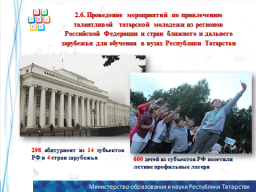 2.6. Проведение мероприятий по привлечению
талантливой татарской молодежи из регионов
Российской Федерации и стран ближнего и дальнего
зарубежья для обучения в вузах Республики Татарстан
298 абитуриент из 14 субъектов
РФ и 4 стран зарубежья
600 детей из субъектов РФ посетили
летние профильные лагеря
Министерство образования и науки Республики Татарстан